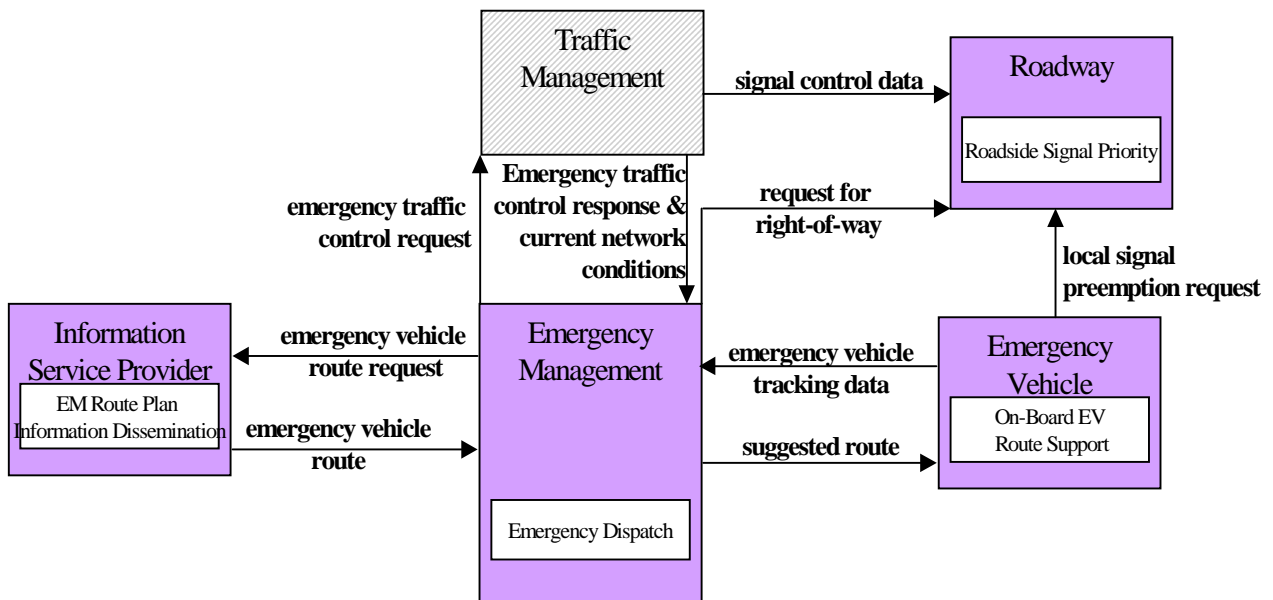 Traffic
Management
Roadway
Roadside Signal Priority
signal control data
emergency traffic
control request
Emergency traffic
control response &
current network
conditions
request for
right-of-way
local signal
preemption request
Information
Service Provider
EM Route Plan
Information Dissemination
emergency vehicle
route request
emergency vehicle
route
Emergency
Management
Emergency Dispatch
emergency vehicle
tracking data
suggested route
Emergency
Vehicle
On-Board EV
Route Support